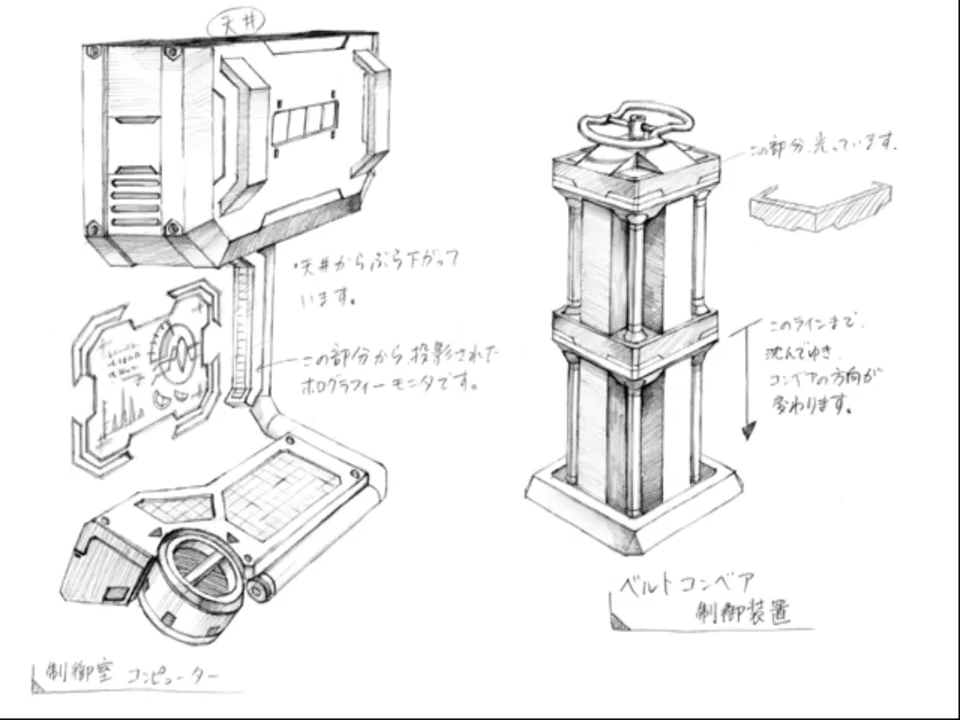 天井
・天井からぶら下がって
います。
この部分から、投影された
ホログラフィーモニタです。
制御室 コンピューター
この部分、光っています。
このラインまで、
沈んでゆき、
コンベアの方向が
変わります。
ベルトコンベア
制御装置